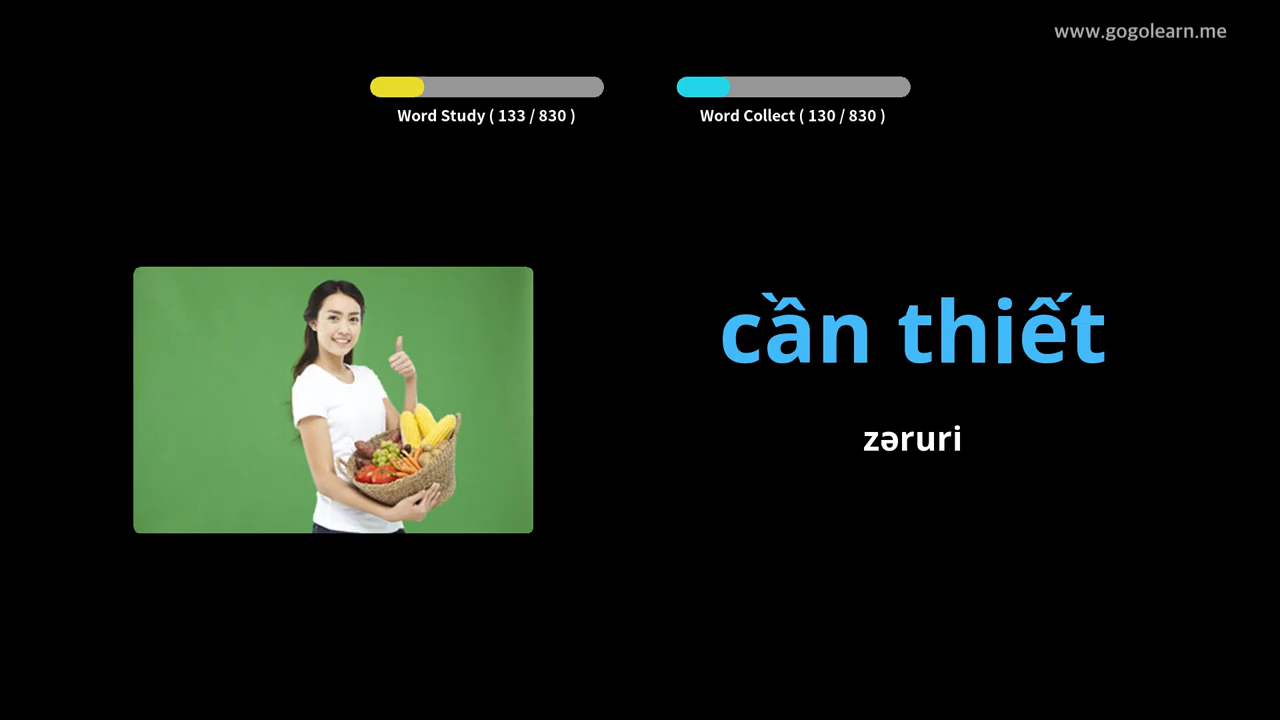 www.gogolearn.me
Word Study ( 133 / 830 )
Word Collect ( 130 / 830 )
cần thiết
zəruri